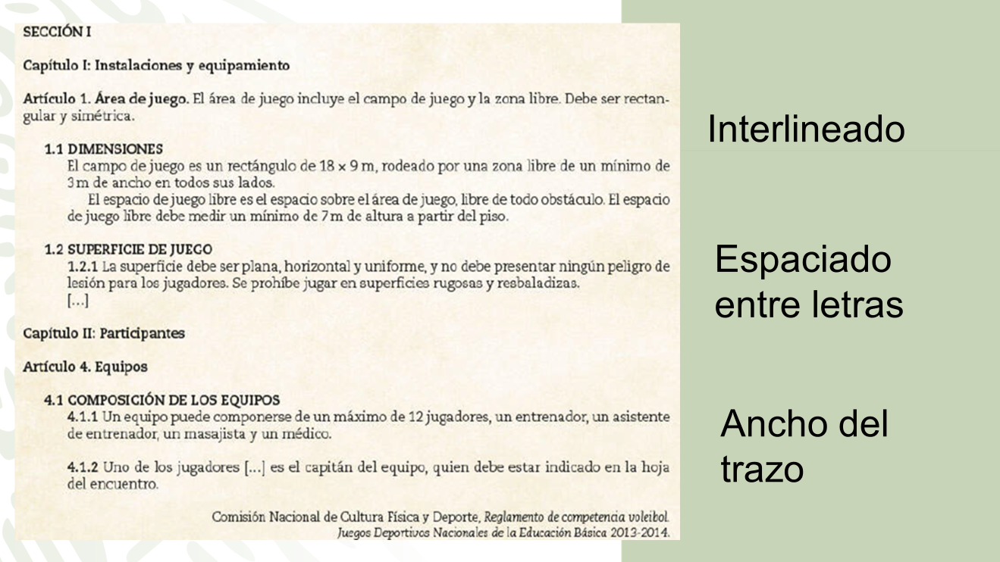 SECCIÓN I
Capítulo I: Instalaciones y equipamiento
Artículo 1. Área de juego. El área de juego incluye el campo de juego y la zona libre. Debe ser rectan-
gular y simétrica.
1.1 DIMENSIONES
El campo de juego es un rectángulo de 18 × 9 m, rodeado por una zona libre de un mínimo de
3 m de ancho en todos sus lados.
El espacio de juego libre es el espacio sobre el área de juego, libre de todo obstáculo. El espacio
de juego libre debe medir un mínimo de 7 m de altura a partir del piso.
1.2 SUPERFICIE DE JUEGO
1.2.1 La superficie debe ser plana, horizontal y uniforme, y no debe presentar ningún peligro de
lesión para los jugadores. Se prohíbe jugar en superficies rugosas y resbaladizas.
[...]
Capítulo II: Participantes
Artículo 4. Equipos
4.1 COMPOSICIÓN DE LOS EQUIPOS
4.1.1 Un equipo puede componerse de un máximo de 12 jugadores, un entrenador, un asistente
de entrenador, un masajista y un médico.
4.1.2 Uno de los jugadores [...] es el capitán del equipo, quien debe estar indicado en la hoja
del encuentro.
Comisión Nacional de Cultura Física y Deporte, Reglamento de competencia voleibol.
Juegos Deportivos Nacionales de la Educación Básica 2013-2014.
Interlineado
Espaciado
entre letras
Ancho del
trazo